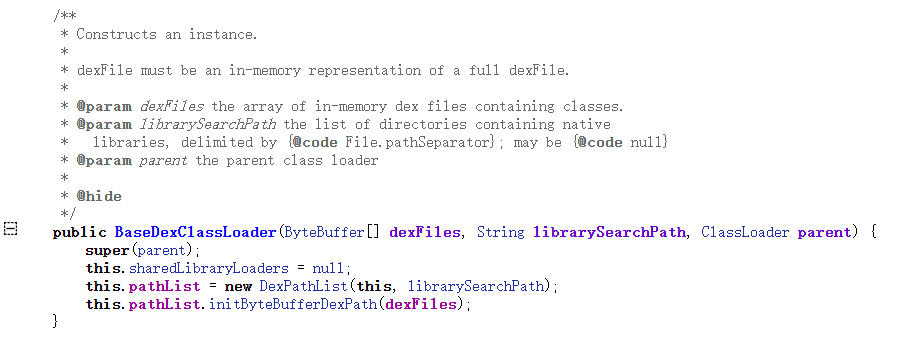 /**
 * Constructs an instance.
 *
 * dexFile must be an in-memory representation of a full dexFile.
 *
 * @param dexFiles the array of in-memory dex files containing classes.
 * @param librarySearchPath the list of directories containing native
 *   libraries, delimited by {@code File.pathSeparator}; may be {@code null}
 * @param parent the parent class loader
 *
 * @hide
 */
public BaseDexClassLoader(ByteBuffer[] dexFiles, String librarySearchPath, ClassLoader parent) {
    super(parent);
    this.sharedLibraryLoaders = null;
    this.pathList = new DexPathList(this, librarySearchPath);
    this.pathList.initByteBufferDexPath(dexFiles);
}